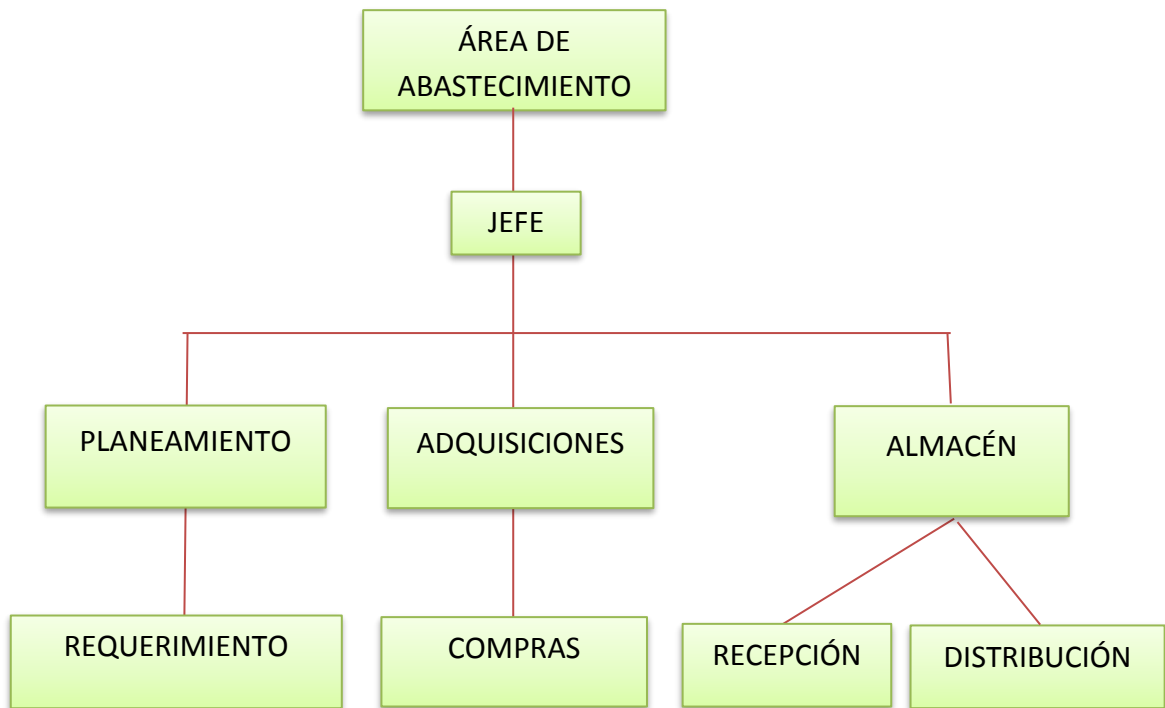 ÁREA DE
ABASTECIMIENTO
JEFE
PLANEAMIENTO
ADQUISICIONES
ALMACÉN
REQUERIMIENTO
COMPRAS
RECEPCIÓN
DISTRIBUCIÓN